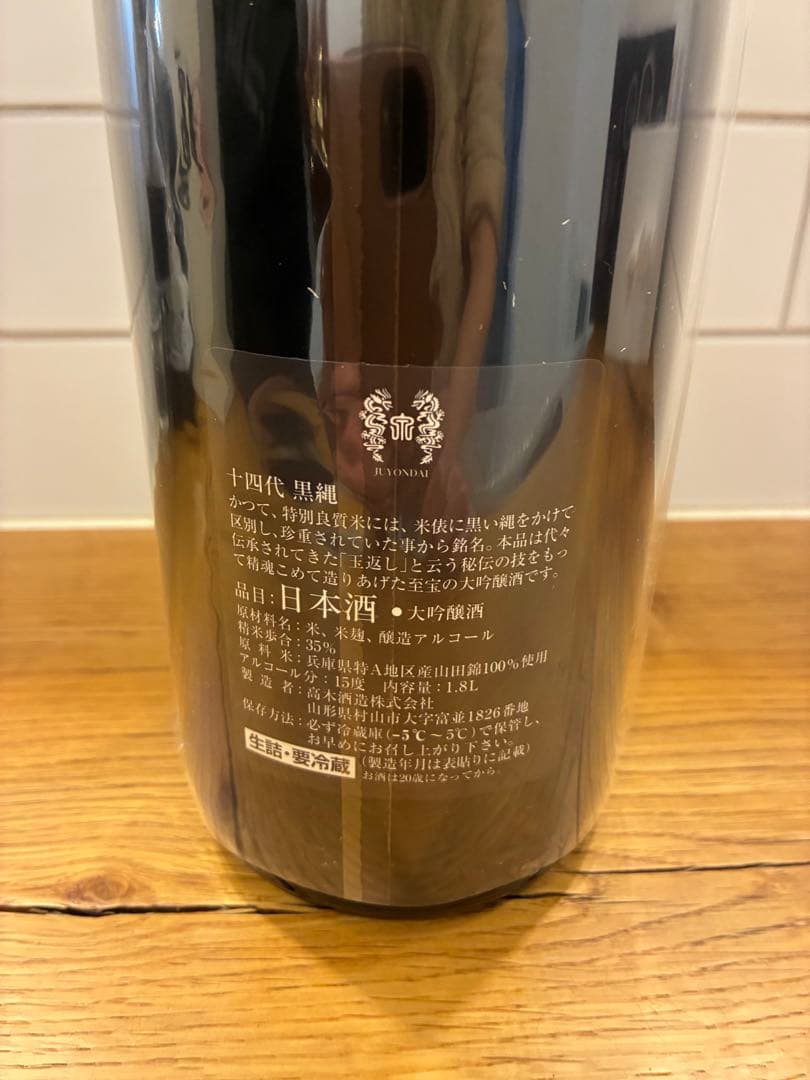 JUYONDAI
十四代 黒縄
かつて、特別良質米には、米俵に黒い縄をかけて
区別し、珍重されていた事から銘名。本品は代々
伝承されてきた「玉返し」と云う秘伝の技をもっ
て精魂こめて造りあげた至宝の大吟醸酒です。
品目:日本酒 ●大吟醸酒
原材料名:米、米麹、醸造アルコール
精米歩合:35%
原料米:兵庫県特A地区産山田錦100%使用
アルコール分:15度 内容量:1.8L
製造者:高木酒造株式会社
山形県村山市大字富並1826番地
保存方法:必ず冷蔵庫(−5℃〜5℃)で保管し、
お早めにお召し上がり下さい。
生詰・要冷蔵 (製造年月は表貼りに記載)
お酒は20歳になってから。